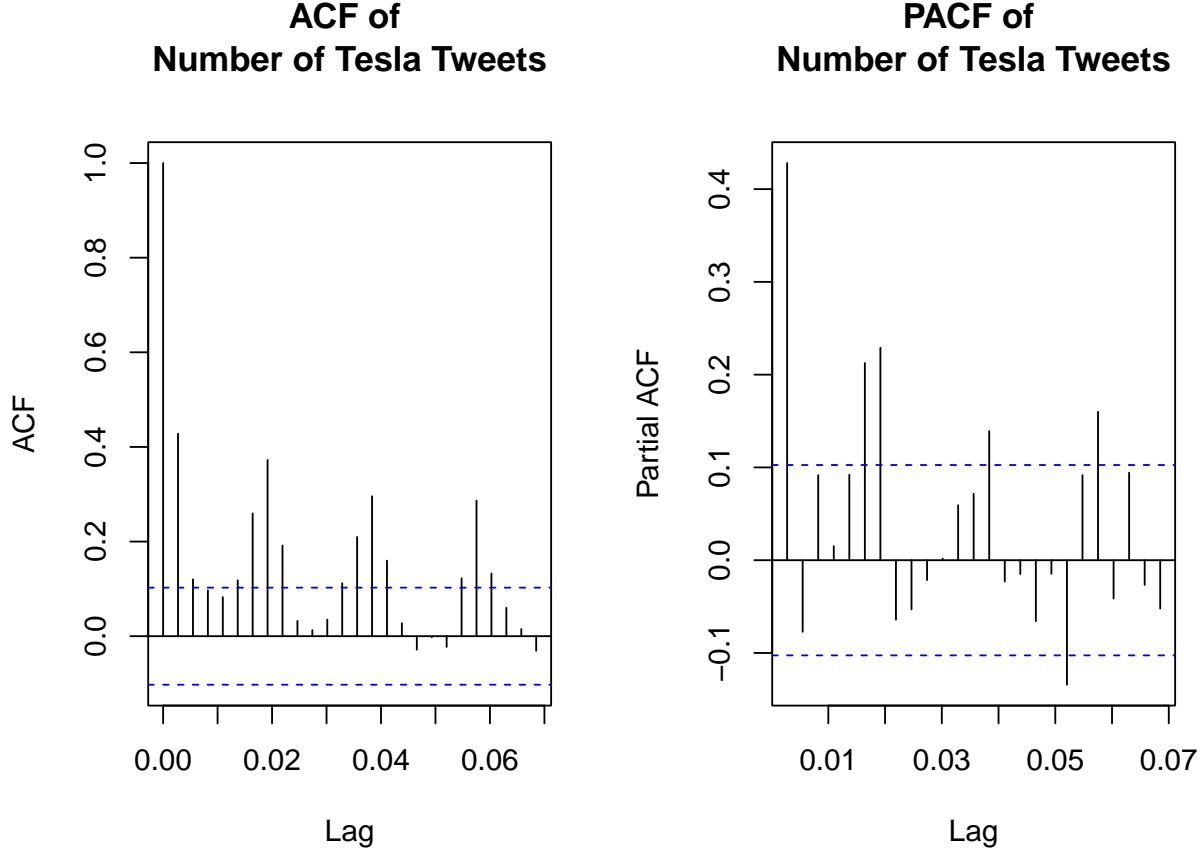 ACF of
Number of Tesla Tweets
ACF
1.0
0.8
0.6
0.4
0.2
0.0
0.00 0.02 0.04 0.06
Lag
PACF of
Number of Tesla Tweets
Partial ACF
0.4
0.3
0.2
0.1
0.0
−0.1
0.01 0.03 0.05 0.07
Lag